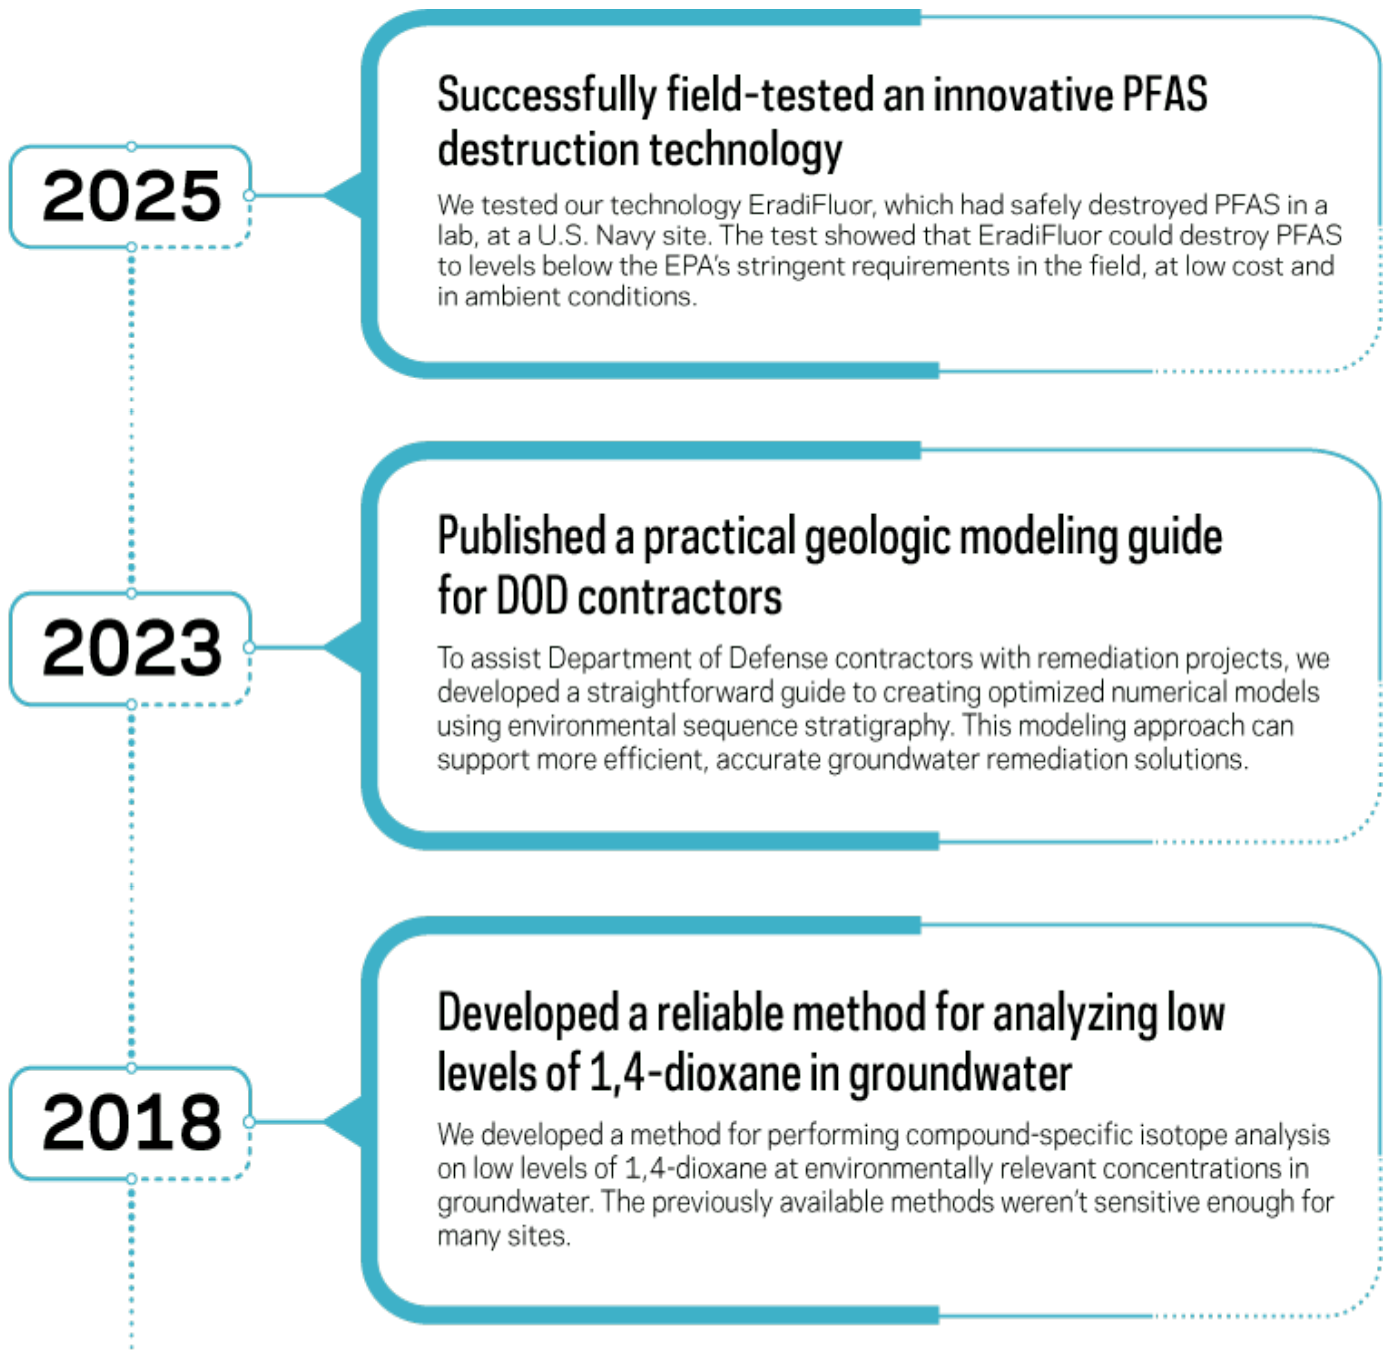 2025
Successfully field-tested an innovative PFAS
destruction technology
We tested our technology EradiFluor, which had safely destroyed PFAS in a
lab, at a U.S. Navy site. The test showed that EradiFluor could destroy PFAS
to levels below the EPA's stringent requirements in the field, at low cost and
in ambient conditions.
2023
Published a practical geologic modeling guide
for DOD contractors
To assist Department of Defense contractors with remediation projects, we
developed a straightforward guide to creating optimized numerical models
using environmental sequence stratigraphy. This modeling approach can
support more efficient, accurate groundwater remediation solutions.
2018
Developed a reliable method for analyzing low
levels of 1,4-dioxane in groundwater
We developed a method for performing compound-specific isotope analysis
on low levels of 1,4-dioxane at environmentally relevant concentrations in
groundwater. The previously available methods weren't sensitive enough for
many sites.